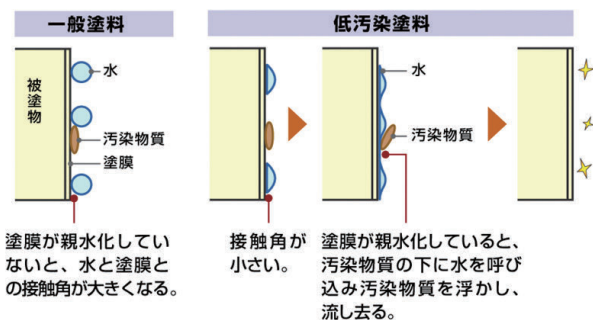 一般塗料
低汚染塗料
被塗物
水
汚染物質
塗膜
水
汚染物質
塗膜が親水化してい
ないと、水と塗膜と
の接触角が大きくなる。
接触角が
小さい。
塗膜が親水化していると、
汚染物質の下に水を呼び
込み汚染物質を浮かし、
流し去る。